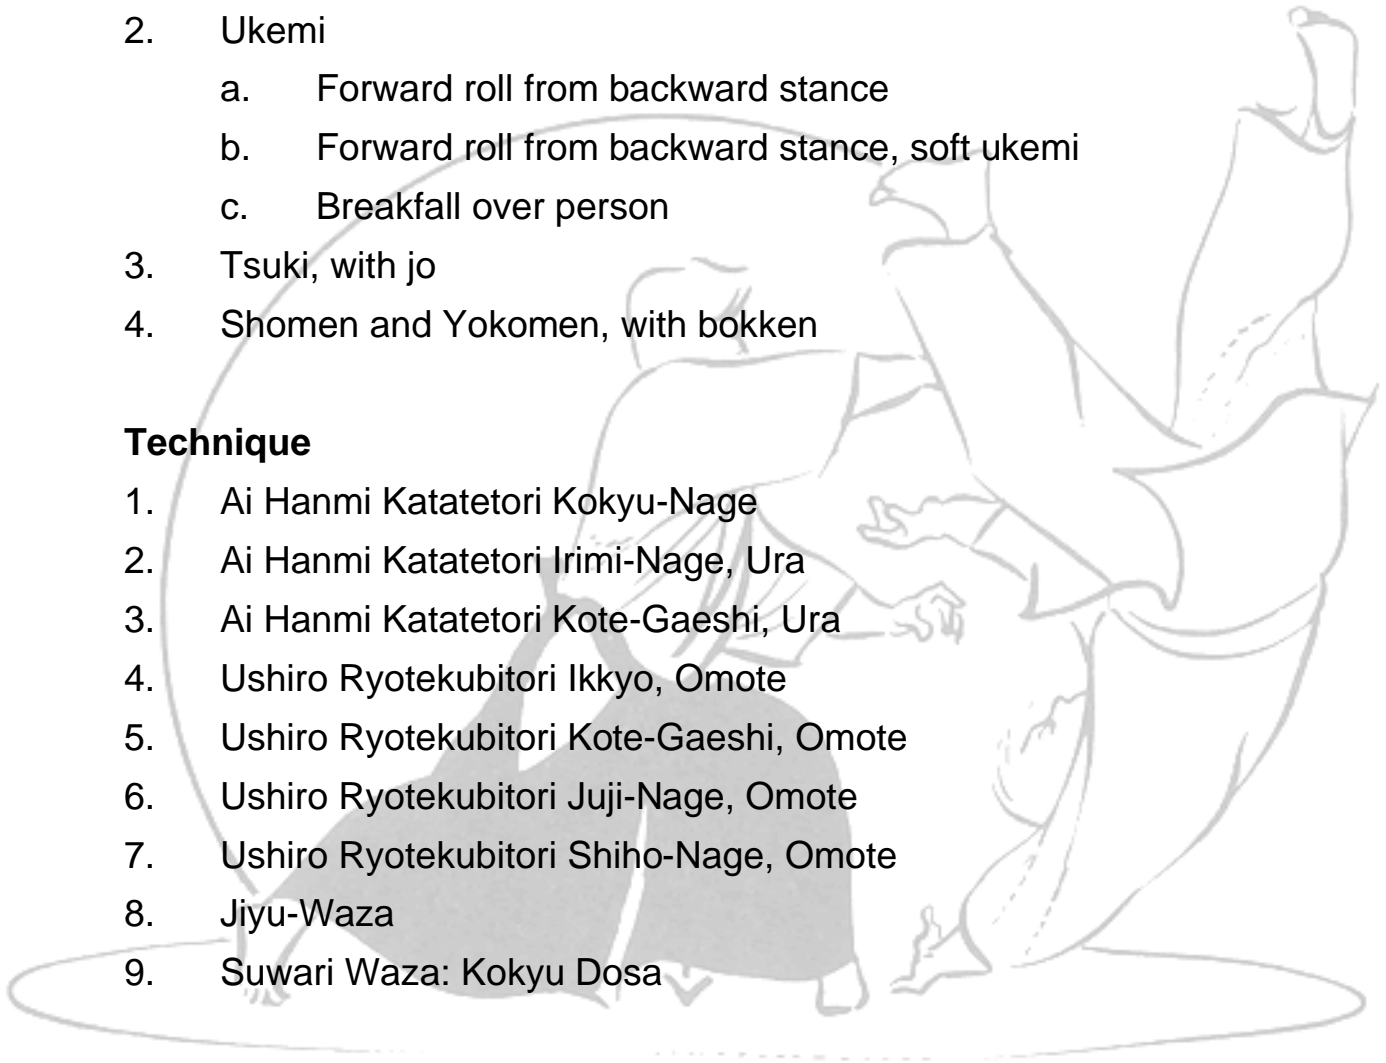 2. Ukemi
a. Forward roll from backward stance
b. Forward roll from backward stance, soft ukemi
c. Breakfall over person
3. Tsuki, with jo
4. Shomen and Yokomen, with bokken
Technique
1. Ai Hanmi Katatetori Kokyu-Nage
2. Ai Hanmi Katatetori Irimi-Nage, Ura
3. Ai Hanmi Katatetori Kote-Gaeshi, Ura
4. Ushiro Ryotekubitori Ikkyo, Omote
5. Ushiro Ryotekubitori Kote-Gaeshi, Omote
6. Ushiro Ryotekubitori Juji-Nage, Omote
7. Ushiro Ryotekubitori Shiho-Nage, Omote
8. Jiyu-Waza
9. Suwari Waza: Kokyu Dosa